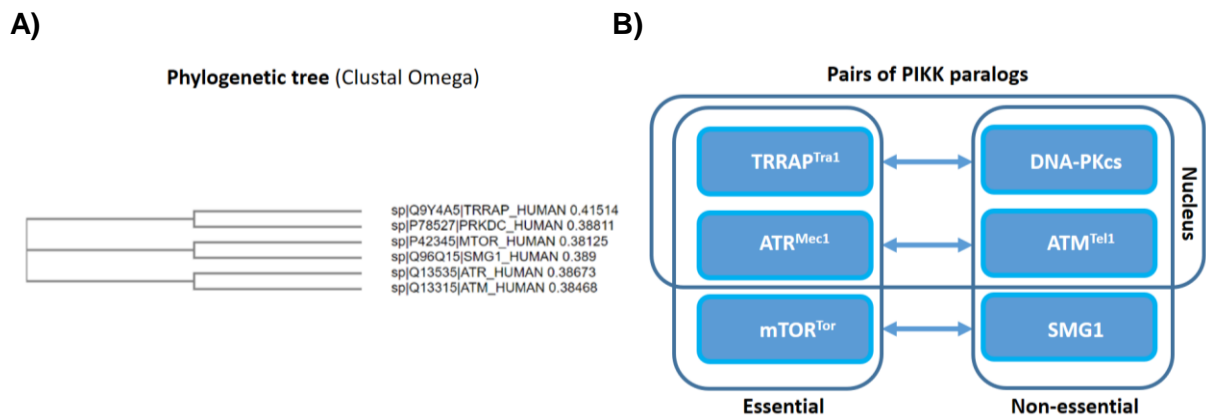 A)
Phylogenetic tree (Clustal Omega)
sp|Q9Y4A5|TRRAP_HUMAN 0.41514
sp|P78527|PRKDC_HUMAN 0.38811
sp|P42345|MTOR_HUMAN 0.38125
sp|Q96Q15|SMG1_HUMAN 0.389
sp|Q13535|ATR_HUMAN 0.38673
sp|Q13315|ATM_HUMAN 0.38468
B)
Pairs of PIKK paralogs
TRRAPTra1
DNA-PKcs
ATRMec1
ATMTel1
Nucleus
mTORTor
SMG1
Essential
Non-essential